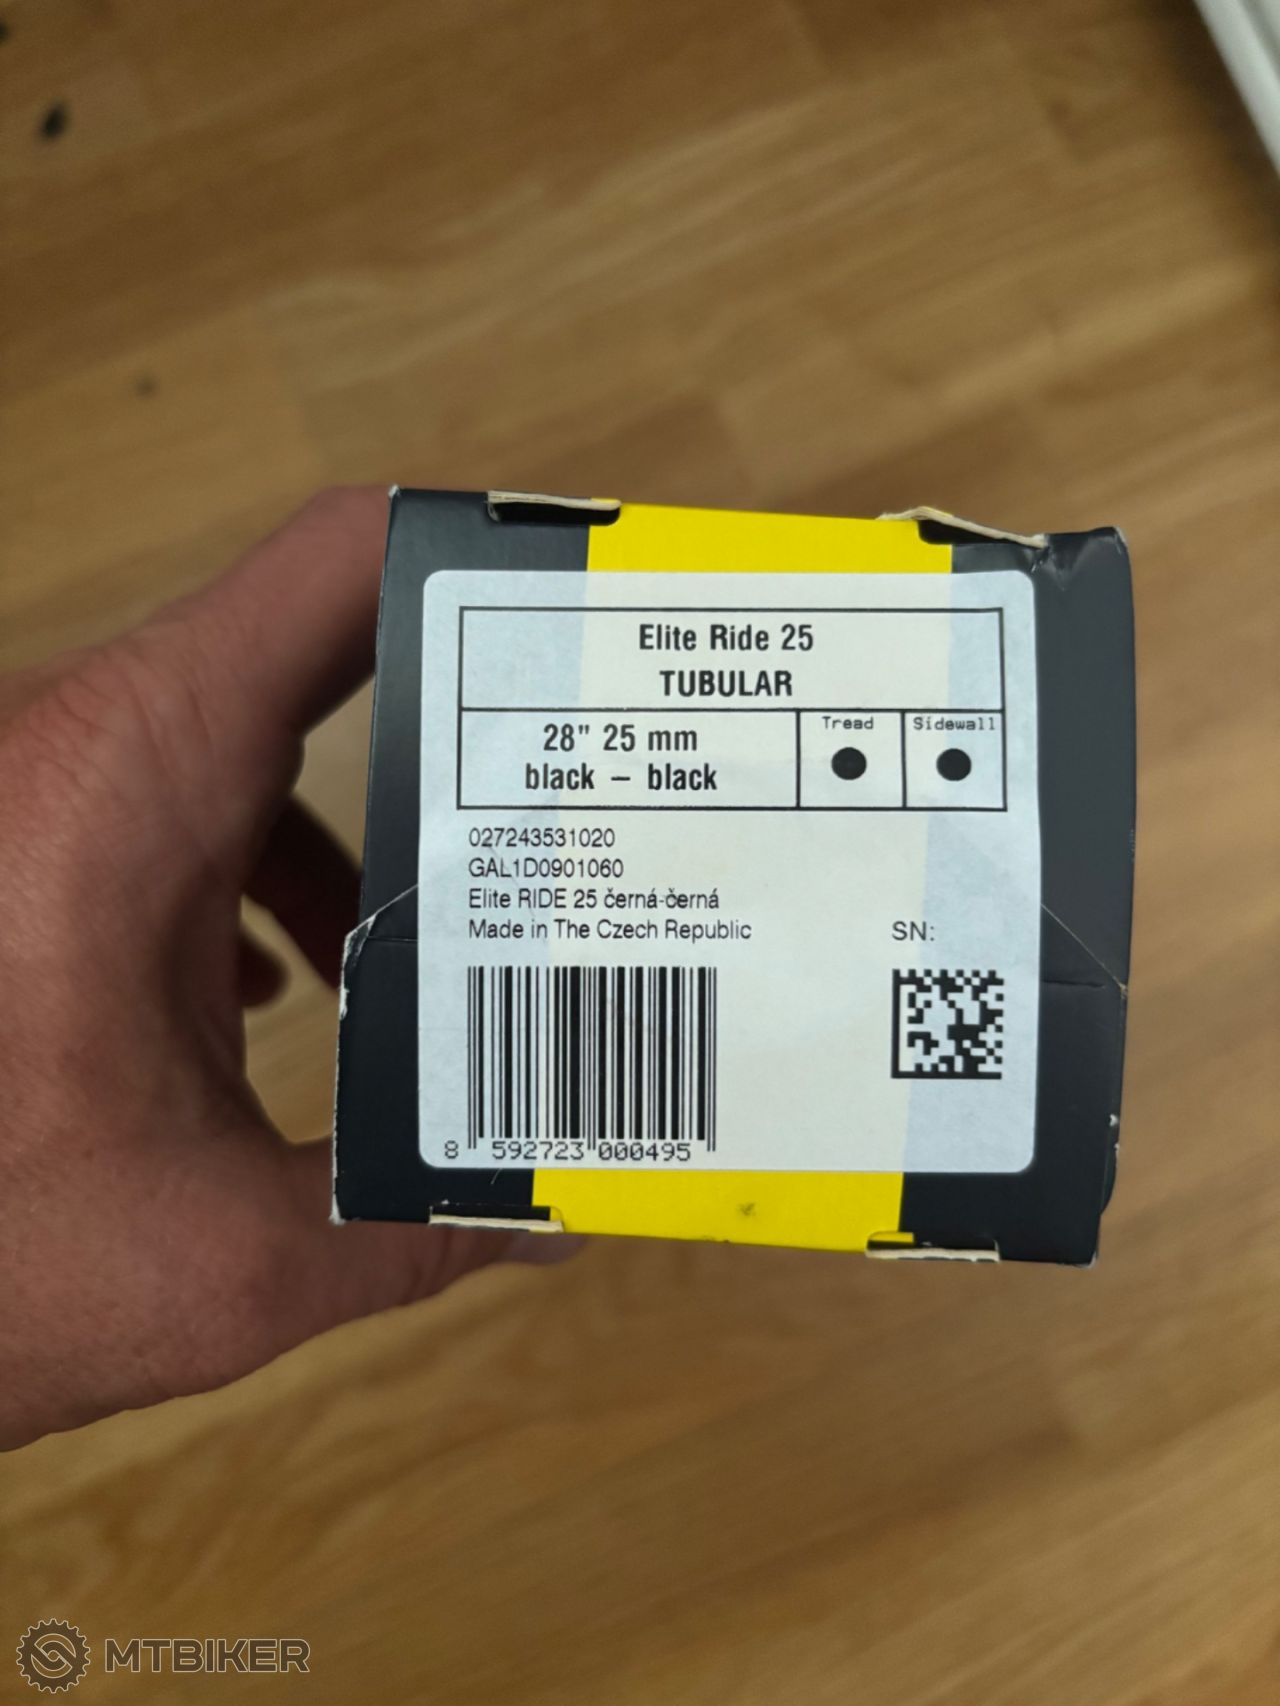 Elite Ride 25
TUBULAR
28" 25 mm
black – black
Tread
Sidewall
027243531020
GAL1D0901060
Elite RIDE 25 černá-černá
Made in The Czech Republic
SN:
8 592723 000495
MTBIKER